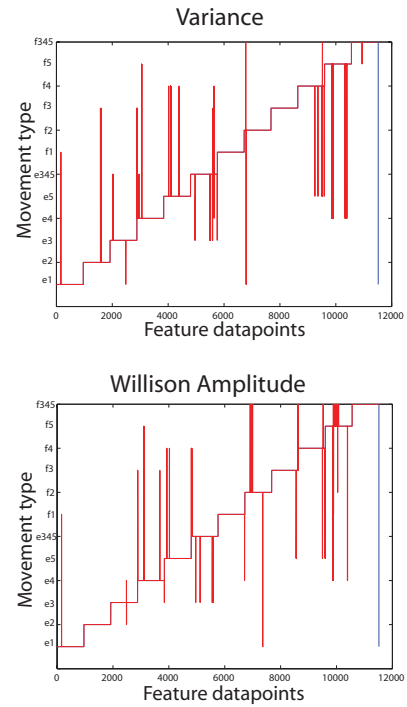 Variance
f345
f5
f4
f3
f2
f1
e345
e5
e4
e3
e2
e1
Movement type
0 2000 4000 6000 8000 10000 12000
Feature datapoints
Willison Amplitude
f345
f5
f4
f3
f2
f1
e345
e5
e4
e3
e2
e1
Movement type
0 2000 4000 6000 8000 10000 12000
Feature datapoints